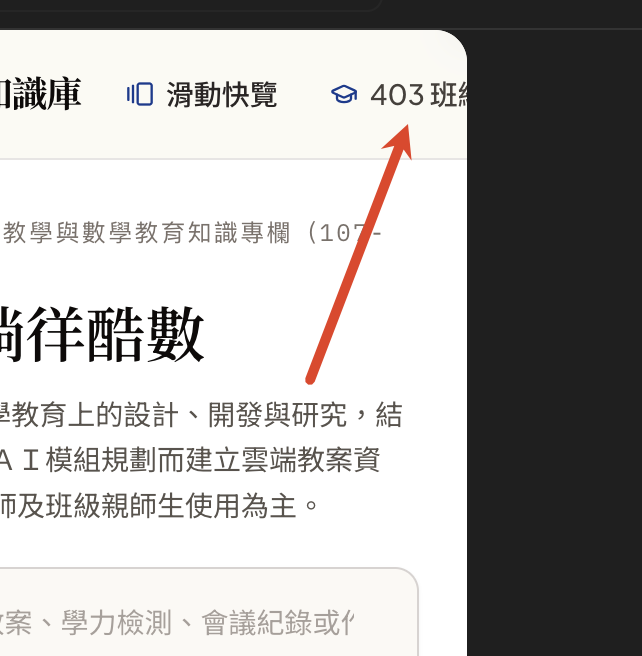 識庫 滑動快覽 403 班
教學與數學教育知識專欄（107-
徜徉酷數
學教育上的設計、開發與研究，結
ＡＩ模組規劃而建立雲端教案資
師及班級親師生使用為主。
教案、學力檢測、會議紀錄或